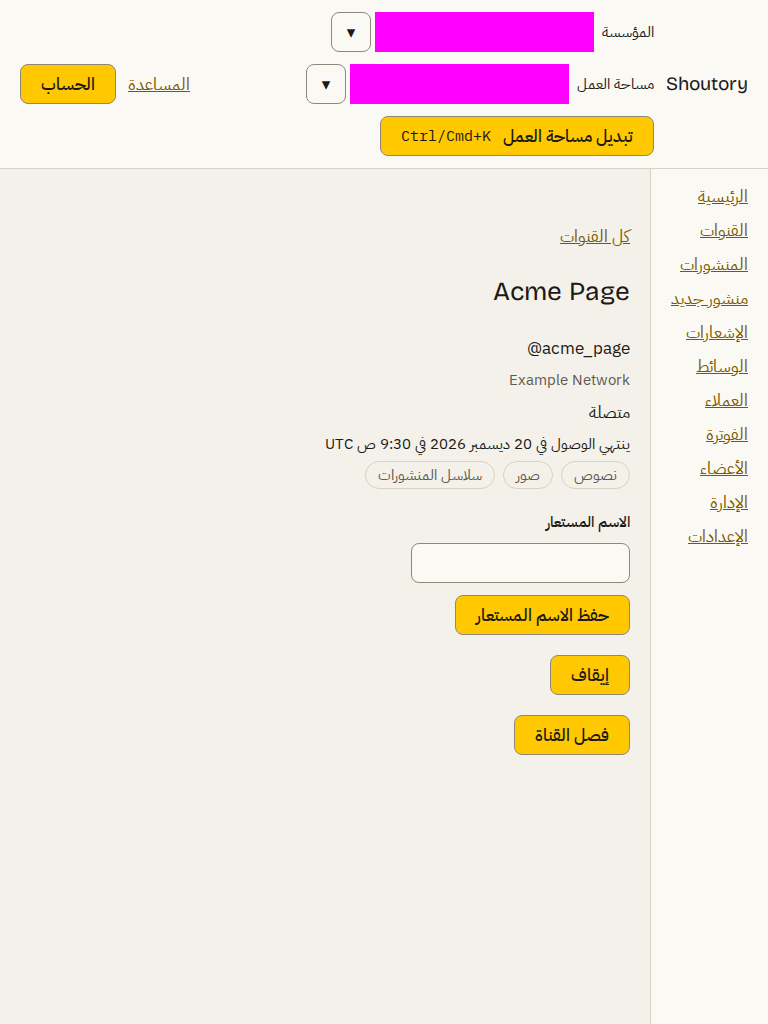 المؤسسة
▼
Shoutory
مساحة العمل
▼
تبديل مساحة العمل Ctrl/Cmd+K
المساعدة
الحساب
الرئيسية
القنوات
المنشورات
منشور جديد
الإشعارات
الوسائط
العملاء
الفوترة
الأعضاء
الإدارة
الإعدادات
كل القنوات
Acme Page
@acme_page
Example Network
متصلة
ينتهي الوصول في 20 ديسمبر 2026 في 9:30 ص UTC
نصوص
صور
سلاسل المنشورات
الاسم المستعار
حفظ الاسم المستعار
إيقاف
فصل القناة